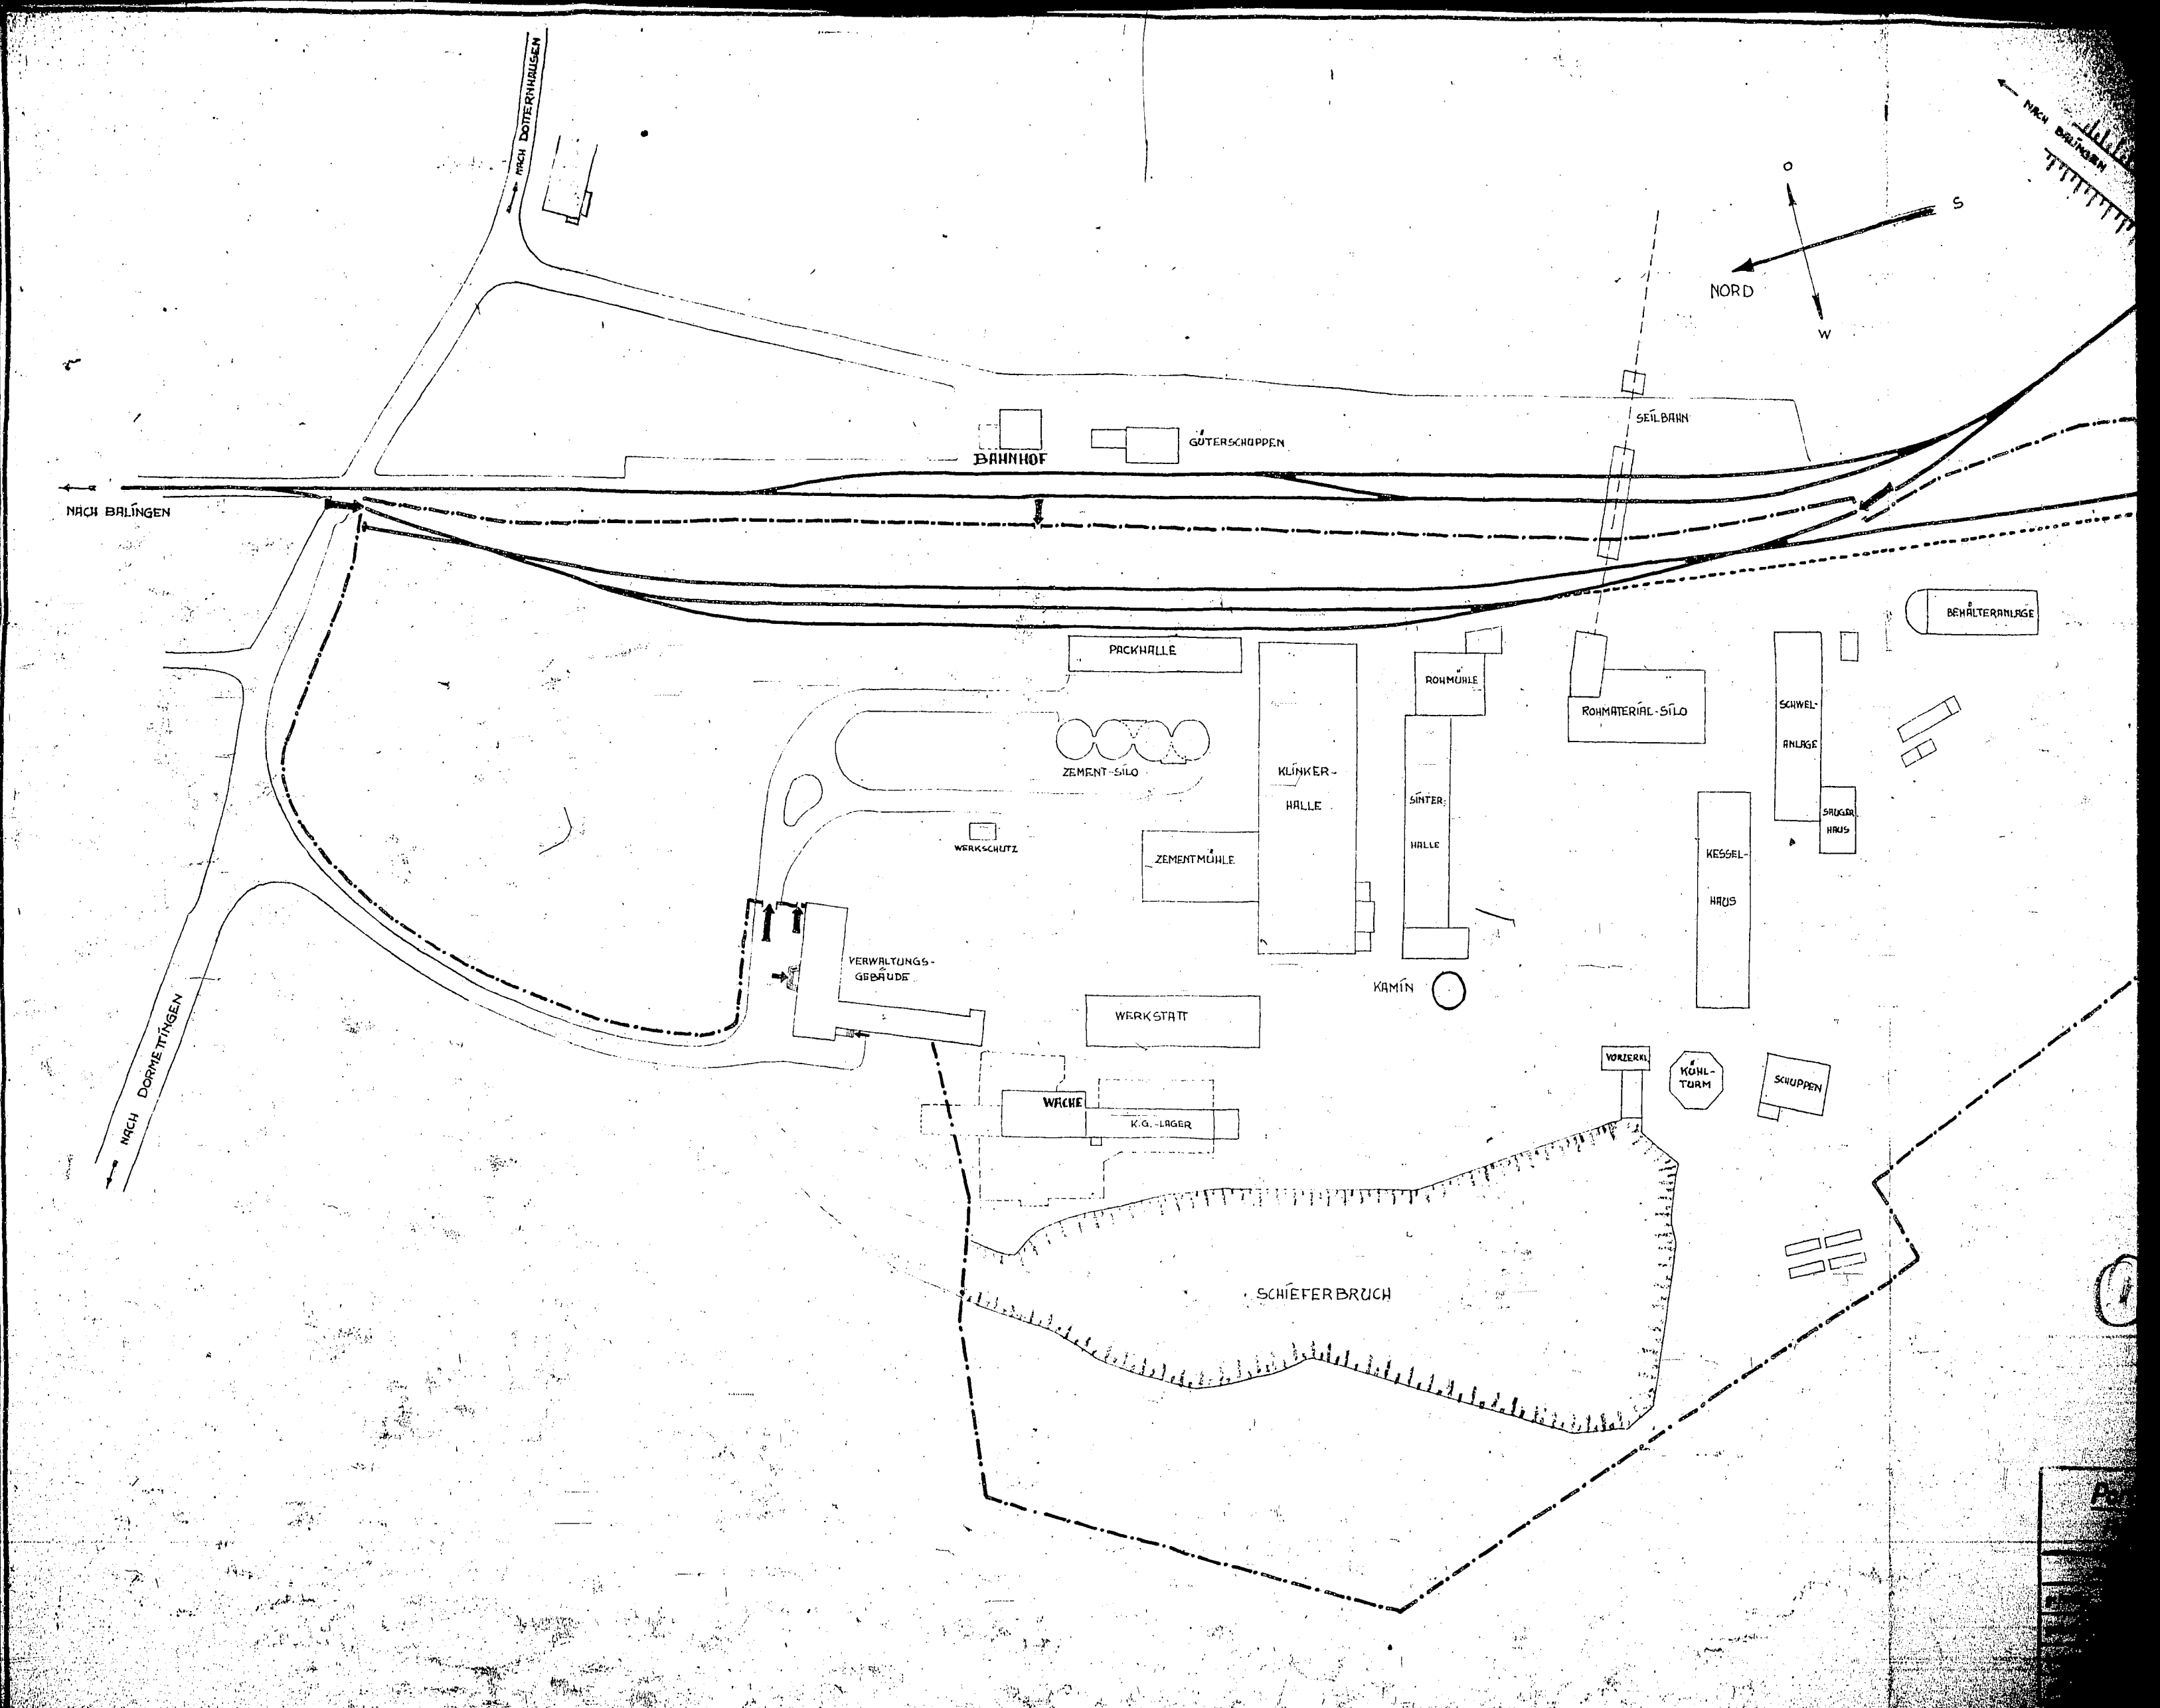 NACH DOTTERNHAUSEN
NACH BALINGEN
O
S
NORD
W
SEILBAHN
GÜTERSCHUPPEN
BAHNHOF
NACH BALINGEN
BEHÄLTERANLAGE
PACKHALLE
ROHMÜHLE
ROHMATERIAL-SILO
SCHWEL-
ANLAGE
ZEMENT-SILO
KLINKER-
HALLE
SINTER-
HALLE
SAUGER
HAUS
WERKSCHUTZ
ZEMENTMÜHLE
KESSEL-
HAUS
VERWALTUNGS-
GEBÄUDE
KAMIN
WERKSTATT
NACH DORMETTINGEN
VORZERKL.
KÜHL-
TURM
SCHUPPEN
WACHE
K.G.-LAGER
SCHIEFERBRUCH